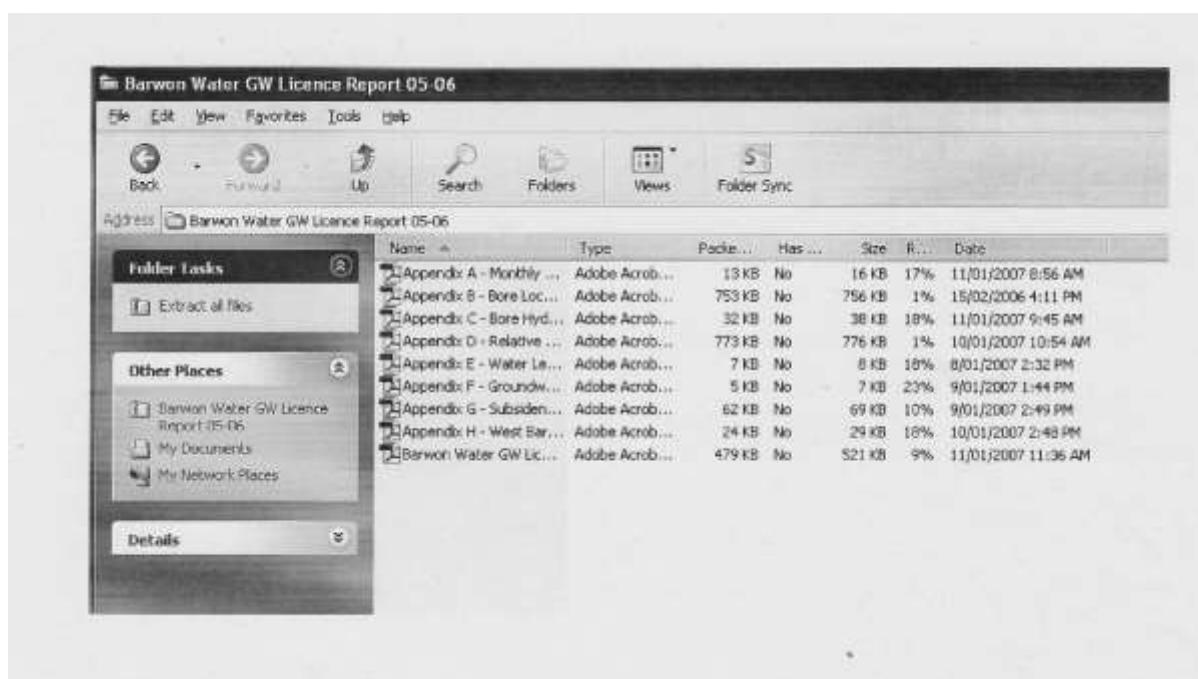 Barwon Water GW Licence Report 05-06
File Edit View Favorites Tools Help
Back Forward Up Search Folders Views Folder Sync
Address Barwon Water GW Licence Report 05-06
Name Type Packe... Has ... Size R... Date
Folder Tasks
Extract all files
Other Places
Barwon Water GW Licence
Report 05-06
My Documents
My Network Places
Details
Appendix A - Monthly ... Adobe Acrob... 13 KB No 16 KB 17% 11/01/2007 8:56 AM
Appendix B - Bore Loc... Adobe Acrob... 753 KB No 756 KB 1% 15/02/2006 4:11 PM
Appendix C - Bore Hyd... Adobe Acrob... 32 KB No 38 KB 18% 11/01/2007 9:45 AM
Appendix D - Relative ... Adobe Acrob... 773 KB No 776 KB 1% 10/01/2007 10:54 AM
Appendix E - Water Le... Adobe Acrob... 7 KB No 8 KB 18% 8/01/2007 2:32 PM
Appendix F - Groundw... Adobe Acrob... 5 KB No 7 KB 23% 9/01/2007 1:44 PM
Appendix G - Subsiden... Adobe Acrob... 62 KB No 69 KB 10% 9/01/2007 2:49 PM
Appendix H - West Bar... Adobe Acrob... 24 KB No 29 KB 18% 10/01/2007 2:48 PM
Barwon Water GW Lic... Adobe Acrob... 479 KB No 521 KB 9% 11/01/2007 11:36 AM